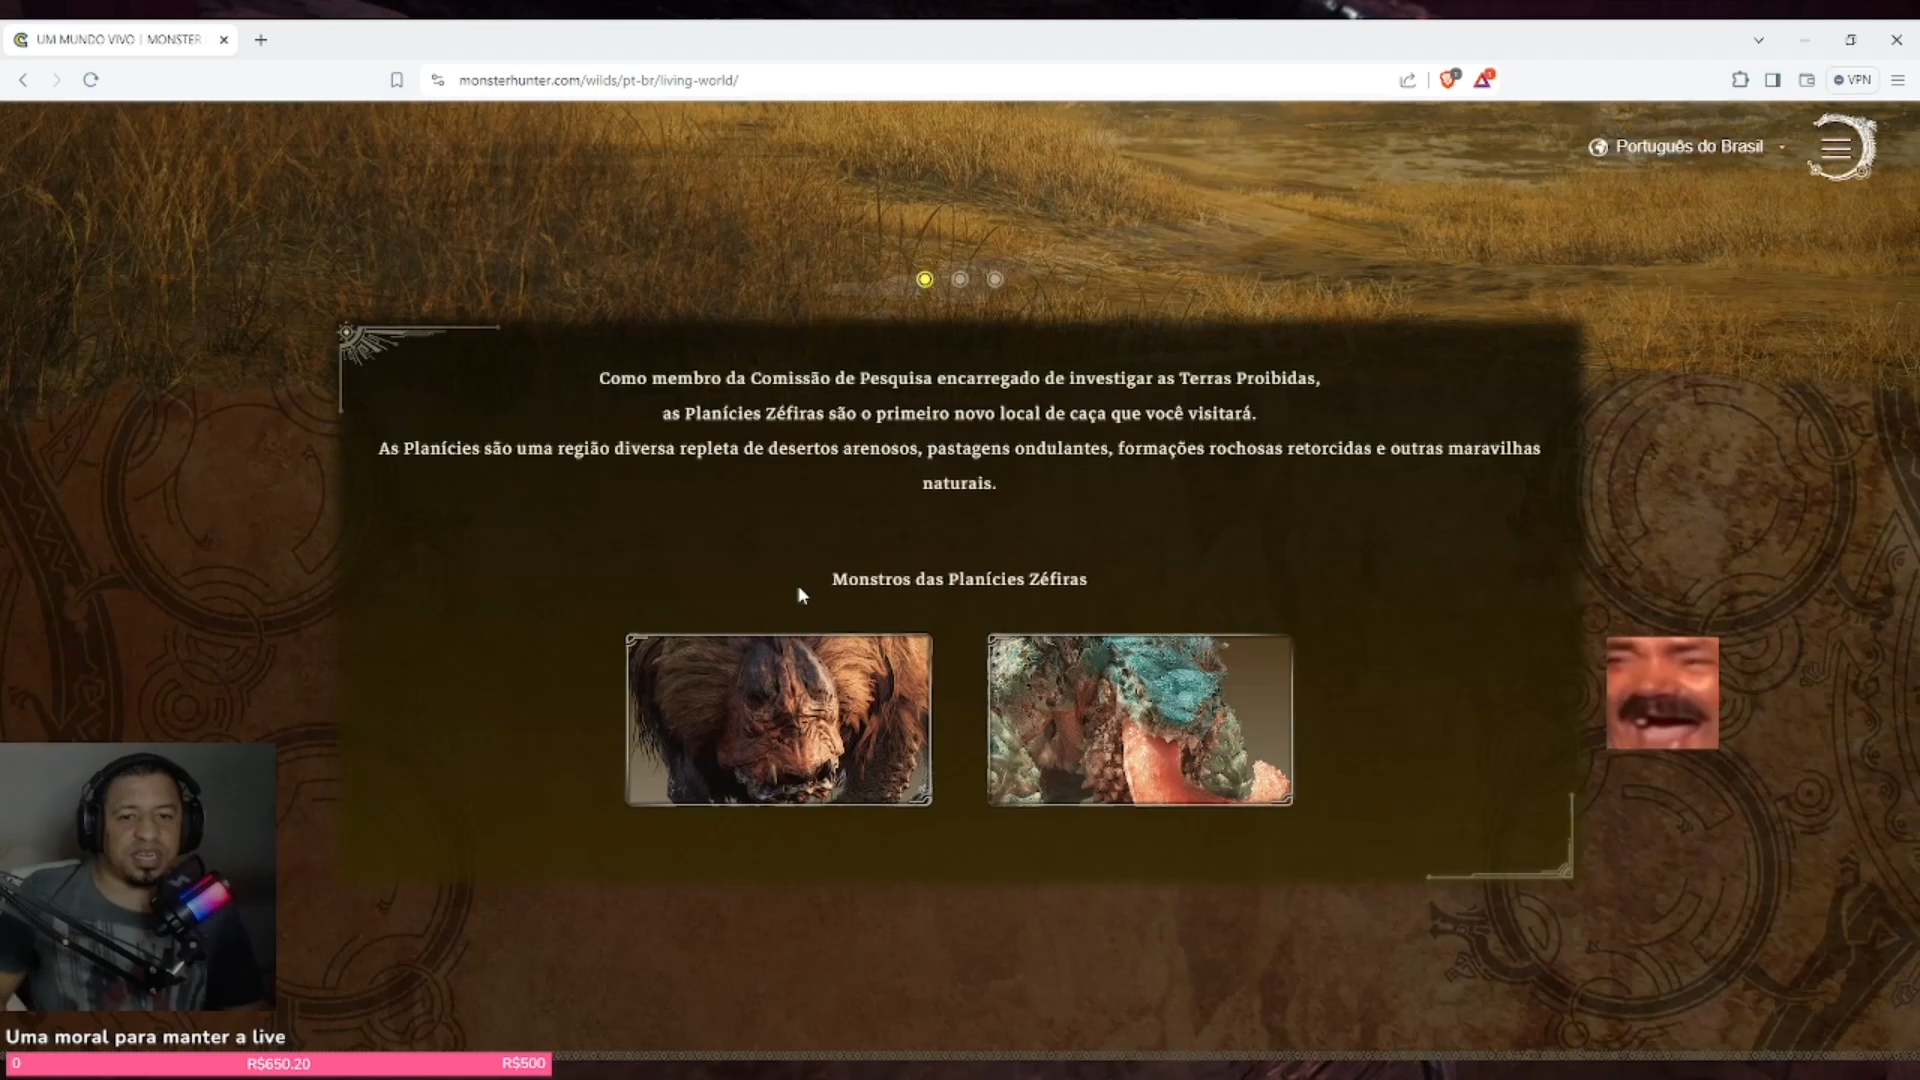 UM MUNDO VIVO | MONSTER
monsterhunter.com/wilds/pt-br/living-world/
VPN
Português do Brasil
Como membro da Comissão de Pesquisa encarregado de investigar as Terras Proibidas,
as Planícies Zéfiras são o primeiro novo local de caça que você visitará.
As Planícies são uma região diversa repleta de desertos arenosos, pastagens ondulantes, formações rochosas retorcidas e outras maravilhas
naturais.
Monstros das Planícies Zéfiras
Uma moral para manter a live
0 R$650.20 R$500